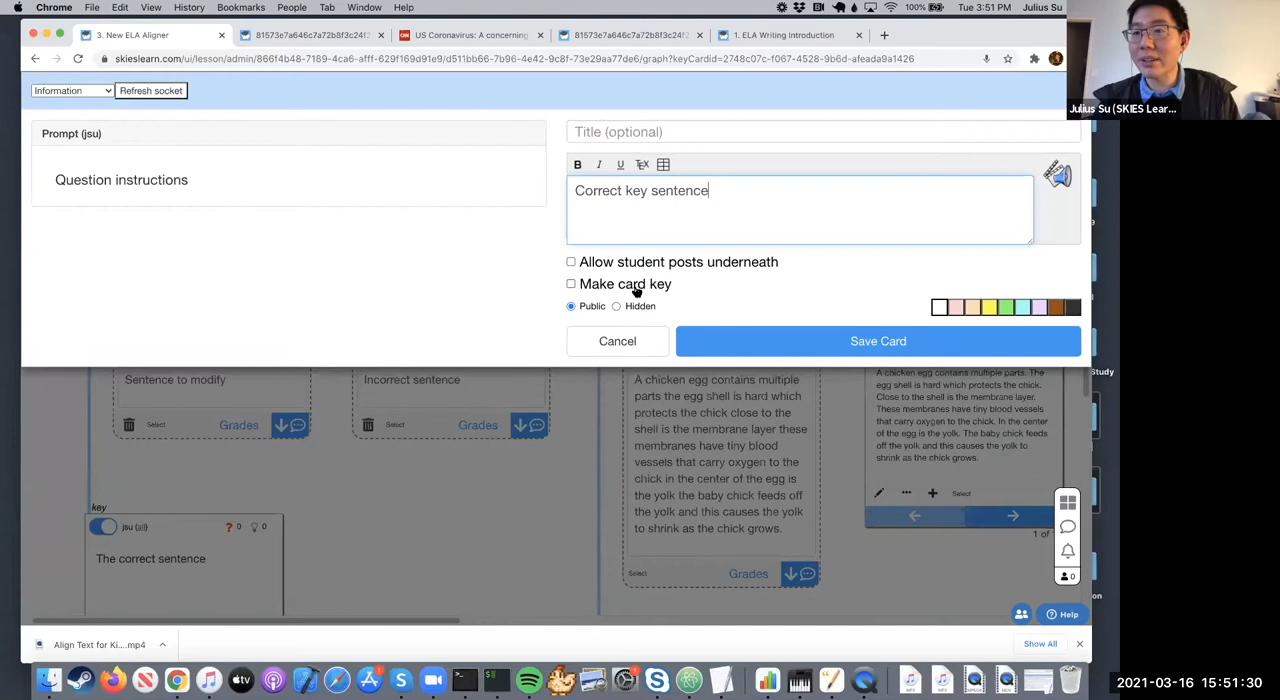 Chrome File Edit View History Bookmarks People Tab Window Help 100% Tue 3:51 PM Julius Su
3. New ELA Aligner
81573e7a646c7a72b8f3c24f
US Coronavirus: A concerning
81573e7a646c7a72b8f3c24f
1. ELA Writing Introduction
skieslearn.com/ui/lesson/admin/866f4b48-7189-4ca6-afff-629f169d91e9/d511bb66-7b96-4e42-9c8f-73e29aa77de6/graph?keyCardid=2748c07c-f067-4528-9b6d-afeada9a1426
Julius Su (SKIES Lear...
Information Refresh socket
Prompt (jsu)
Question instructions
Title (optional)
B I U TEX
Correct key sentence
Allow student posts underneath
Make card key
Public Hidden
Cancel Save Card
Study
Sentence to modify
Select Grades
Incorrect sentence
Select Grades
A chicken egg contains multiple
parts the egg shell is hard which
protects the chick close to the
shell is the membrane layer these
membranes have tiny blood
vessels that carry oxygen to the
chick in the center of the egg is
the yolk the baby chick feeds off
the yolk and this causes the yolk
to shrink as the chick grows.
Select Grades
A chicken egg contains multiple parts. The
egg shell is hard which protects the chick.
Close to the shell is the membrane layer.
These membranes have tiny blood vessels
that carry oxygen to the chick. In the center
of the egg is the yolk. The baby chick feeds
off the yolk and this causes the yolk to
shrink as the chick grows.
Select
1 of
key
jsu
? 0 0
The correct sentence
0
on
Help
Align Text for Ki....mp4
Show All
2021-03-16 15:51:30